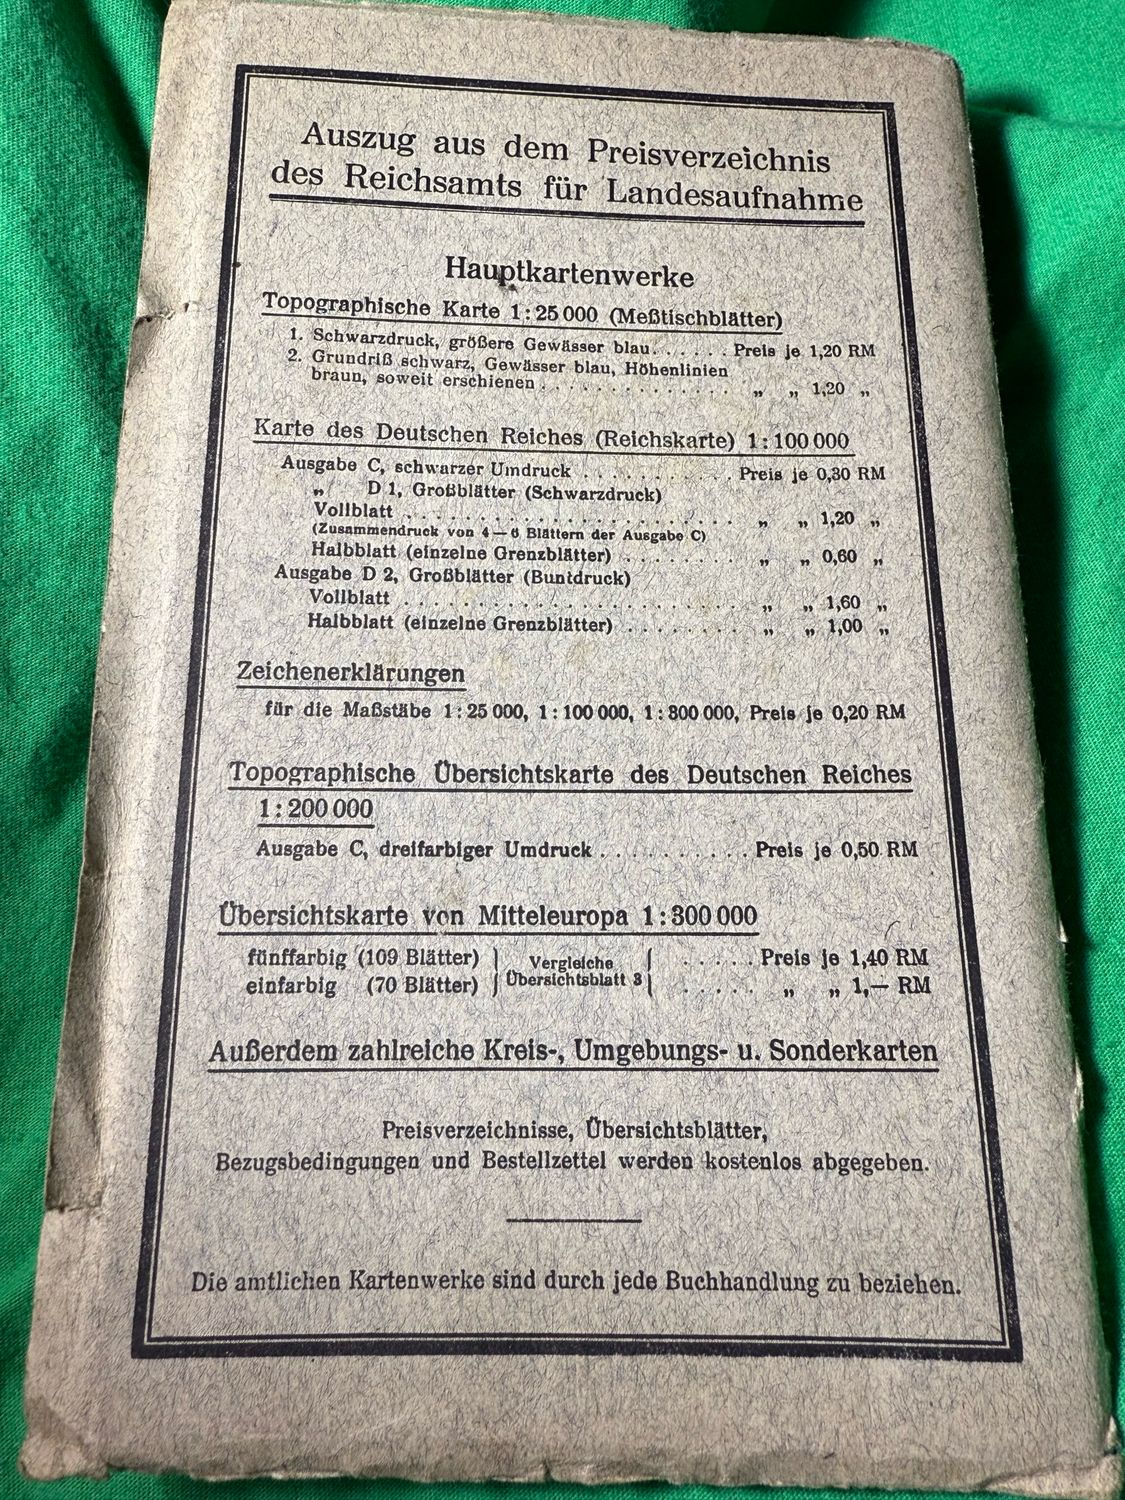 Auszug aus dem Preisverzeichnis
des Reichsamts für Landesaufnahme
Hauptkartenwerke
Topographische Karte 1:25 000 (Meßtischblätter)
1. Schwarzdruck, größere Gewässer blau . . . . . . Preis je 1,20 RM
2. Grundriß schwarz, Gewässer blau, Höhenlinien
braun, soweit erschienen . . . . . . . . . . . . . „ „ 1,20 „
Karte des Deutschen Reiches (Reichskarte) 1:100 000
Ausgabe C, schwarzer Umdruck . . . . . . . . . . . Preis je 0,30 RM
„ D 1, Großblätter (Schwarzdruck)
Vollblatt . . . . . . . . . . . . . . . . . . . . . . . „ „ 1,20 „
(Zusammendruck von 4–6 Blättern der Ausgabe C)
Halbblatt (einzelne Grenzblätter) . . . . . . . . „ „ 0,60 „
Ausgabe D 2, Großblätter (Buntdruck)
Vollblatt . . . . . . . . . . . . . . . . . . . . . . . . „ „ 1,60 „
Halbblatt (einzelne Grenzblätter) . . . . . . . . „ „ 1,00 „
Zeichenerklärungen
für die Maßstäbe 1:25 000, 1:100 000, 1:300 000, Preis je 0,20 RM
Topographische Übersichtskarte des Deutschen Reiches
1:200 000
Ausgabe C, dreifarbiger Umdruck . . . . . . . . . . Preis je 0,50 RM
Übersichtskarte von Mitteleuropa 1:300 000
fünffarbig (109 Blätter) } Vergleiche { . . . . . Preis je 1,40 RM
einfarbig (70 Blätter) } Übersichtsblatt 3 { . . . . . „ „ 1,— RM
Außerdem zahlreiche Kreis-, Umgebungs- u. Sonderkarten
Preisverzeichnisse, Übersichtsblätter,
Bezugsbedingungen und Bestellzettel werden kostenlos abgegeben.
Die amtlichen Kartenwerke sind durch jede Buchhandlung zu beziehen.